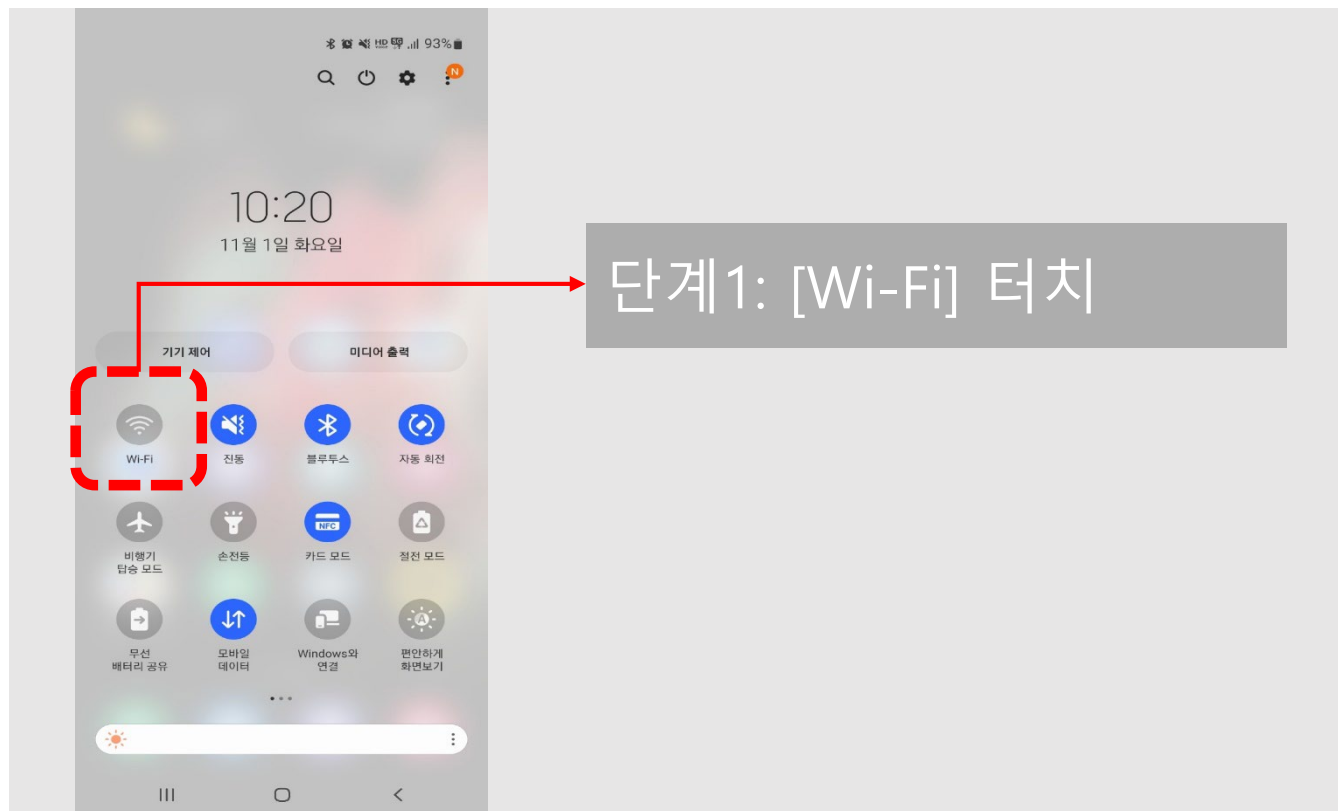 HD 5G 93%
N
10:20
11월 1일 화요일
단계1: [Wi-Fi] 터치
기기 제어 미디어 출력
Wi-Fi 진동 블루투스 자동 회전
NFC
비행기 손전등 카드 모드 절전 모드
탑승 모드
A
무선 모바일 Windows와 편안하게
배터리 공유 데이터 연결 화면보기